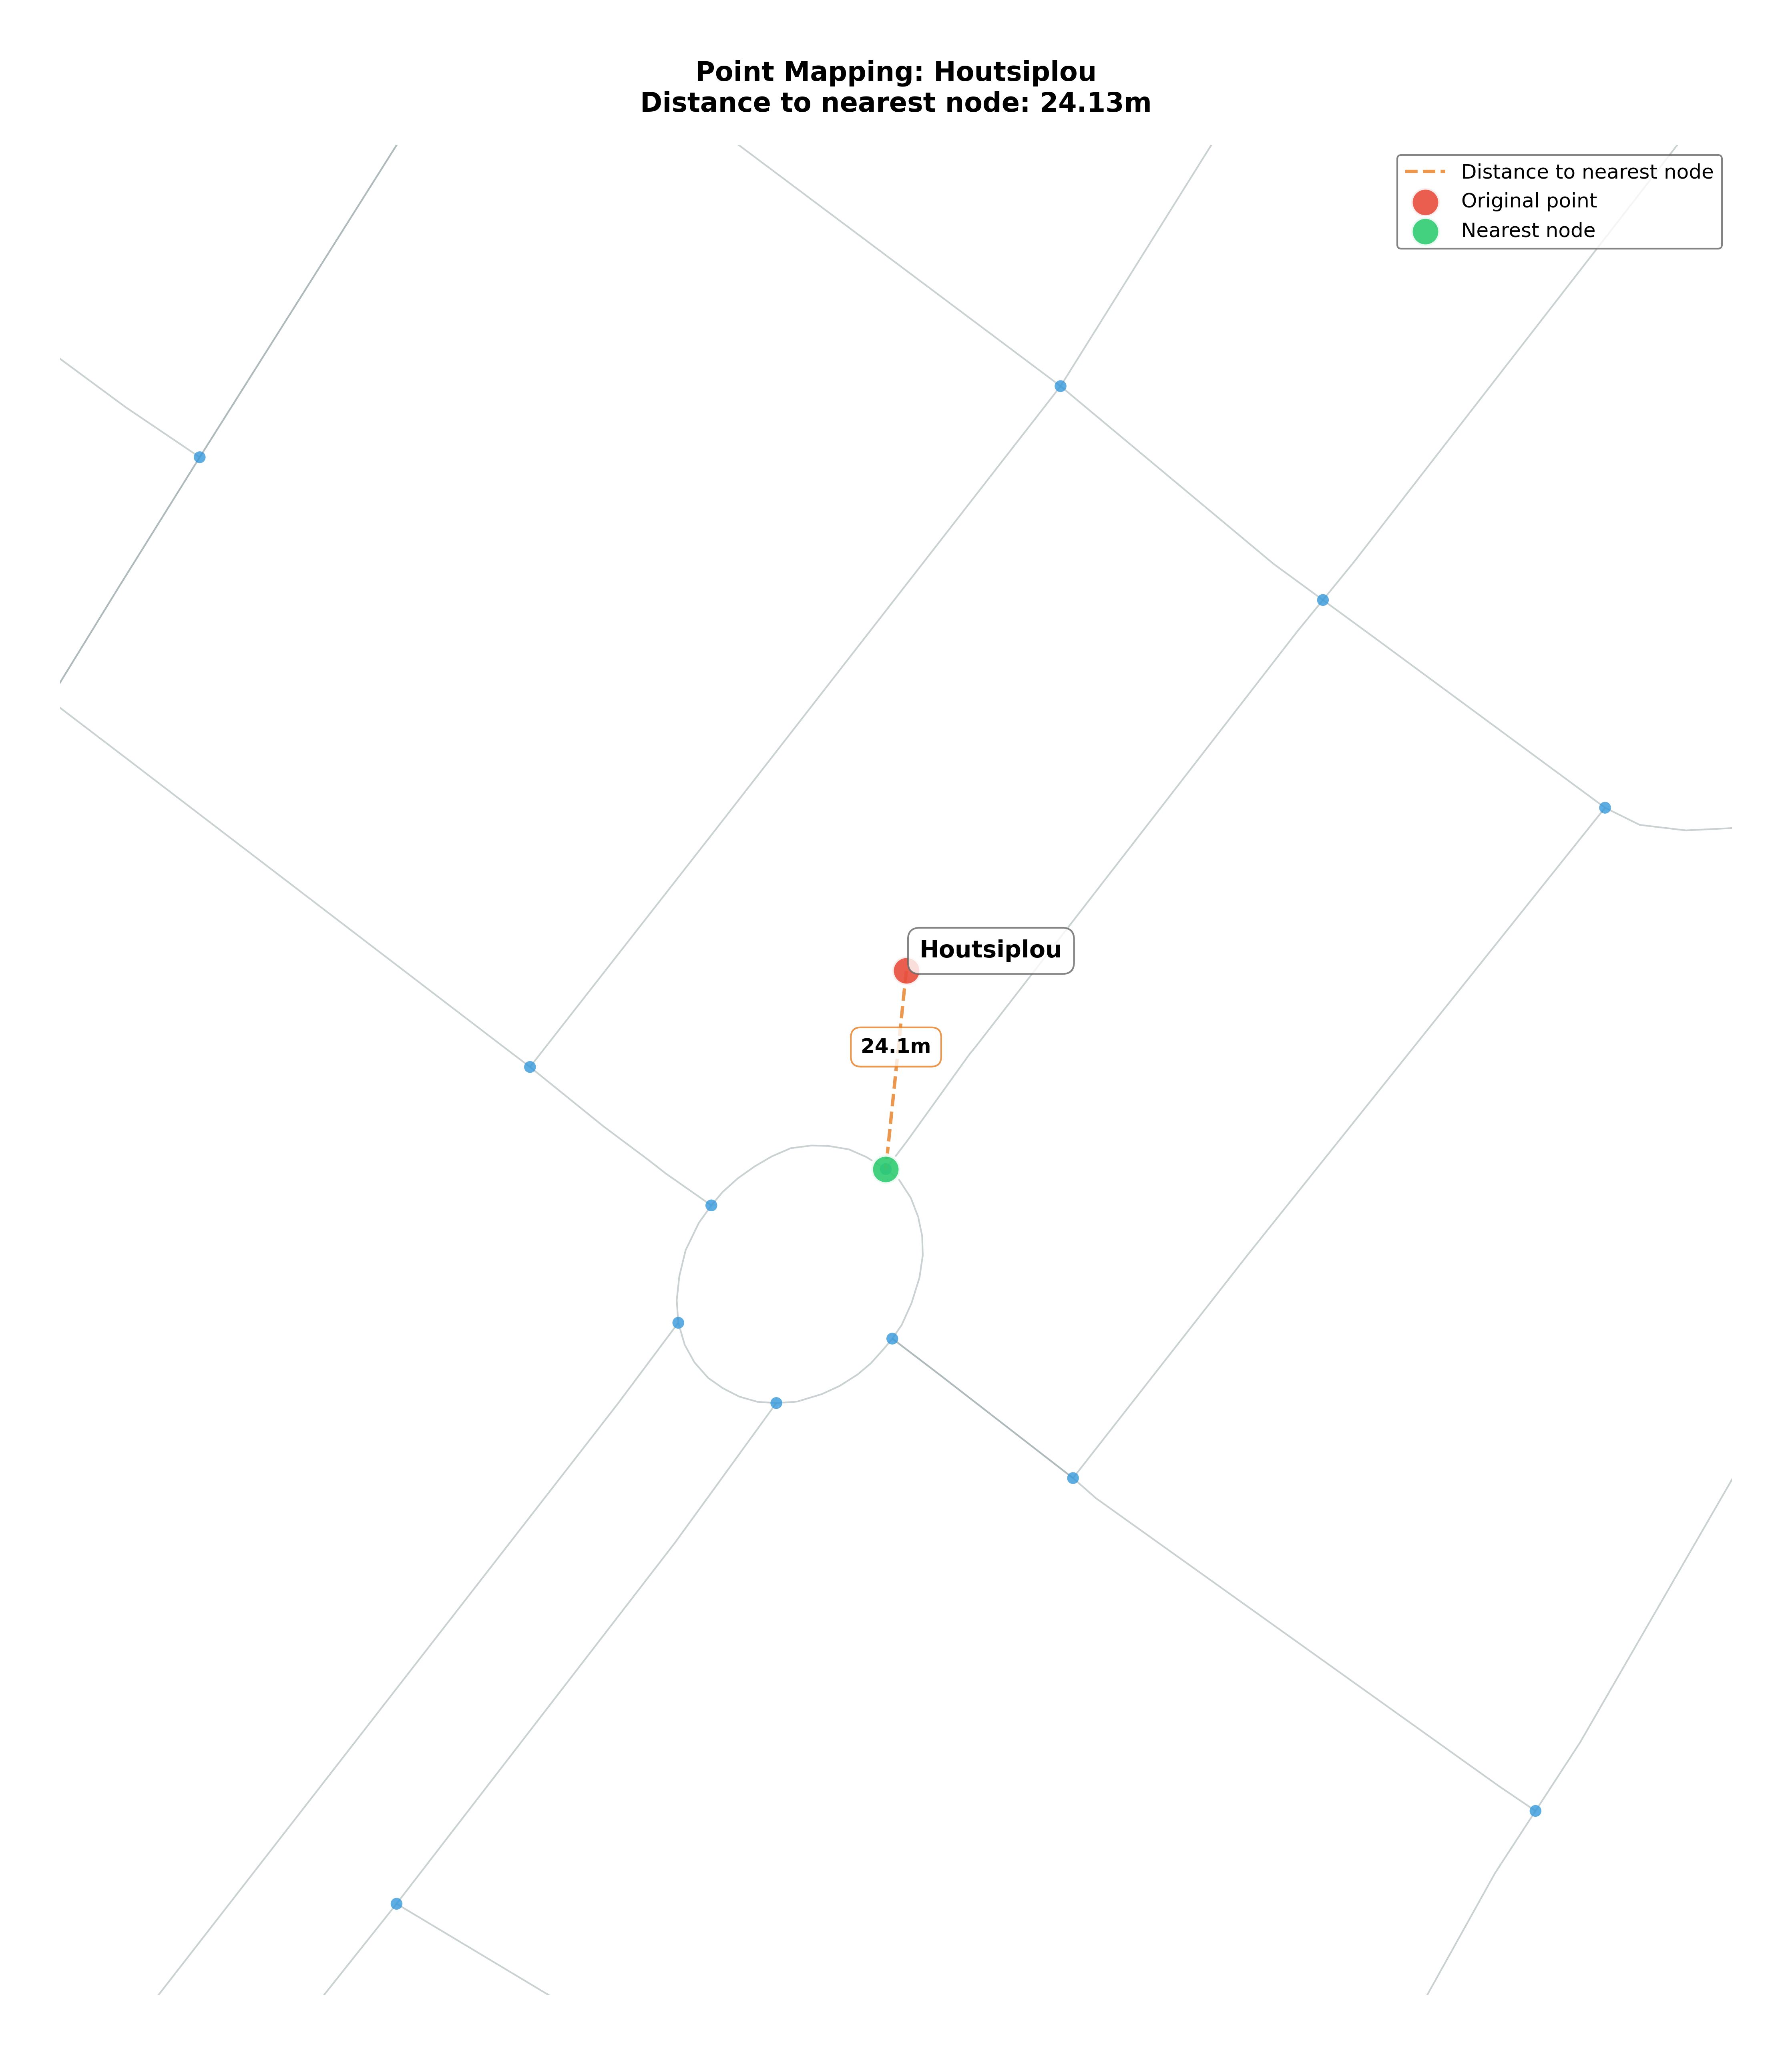 Point Mapping: Houtsiplou
Distance to nearest node: 24.13m
Distance to nearest node
Original point
Nearest node
Houtsiplou
24.1m